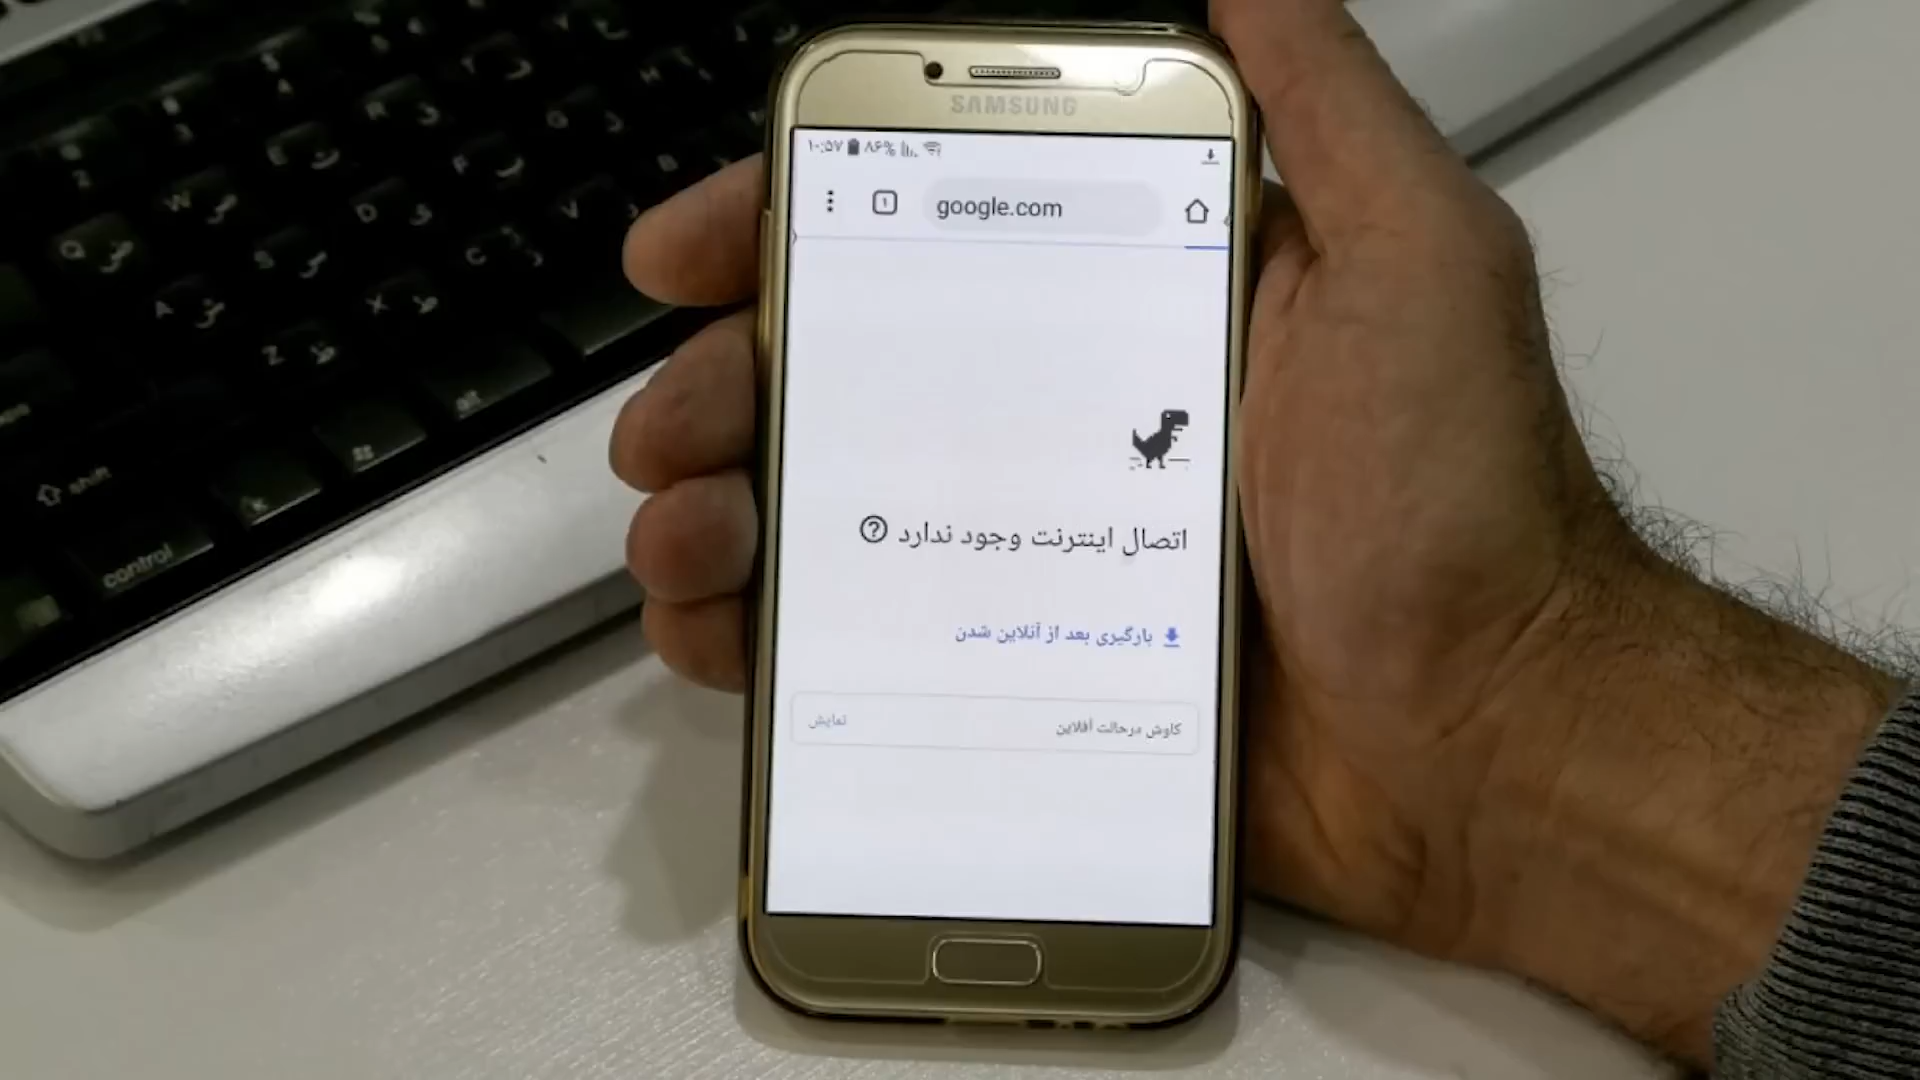 SAMSUNG
۱۰:۵۷ ۸۶%
google.com
اتصال اینترنت وجود ندارد
بارگیری بعد از آنلاین شدن
کاوش درحالت آفلاین
نمایش
Q ض
W ص
E ث
R ق
A ش
S س
D ی
F ب
Z ظ
X ط
C ز
shift
control
alt